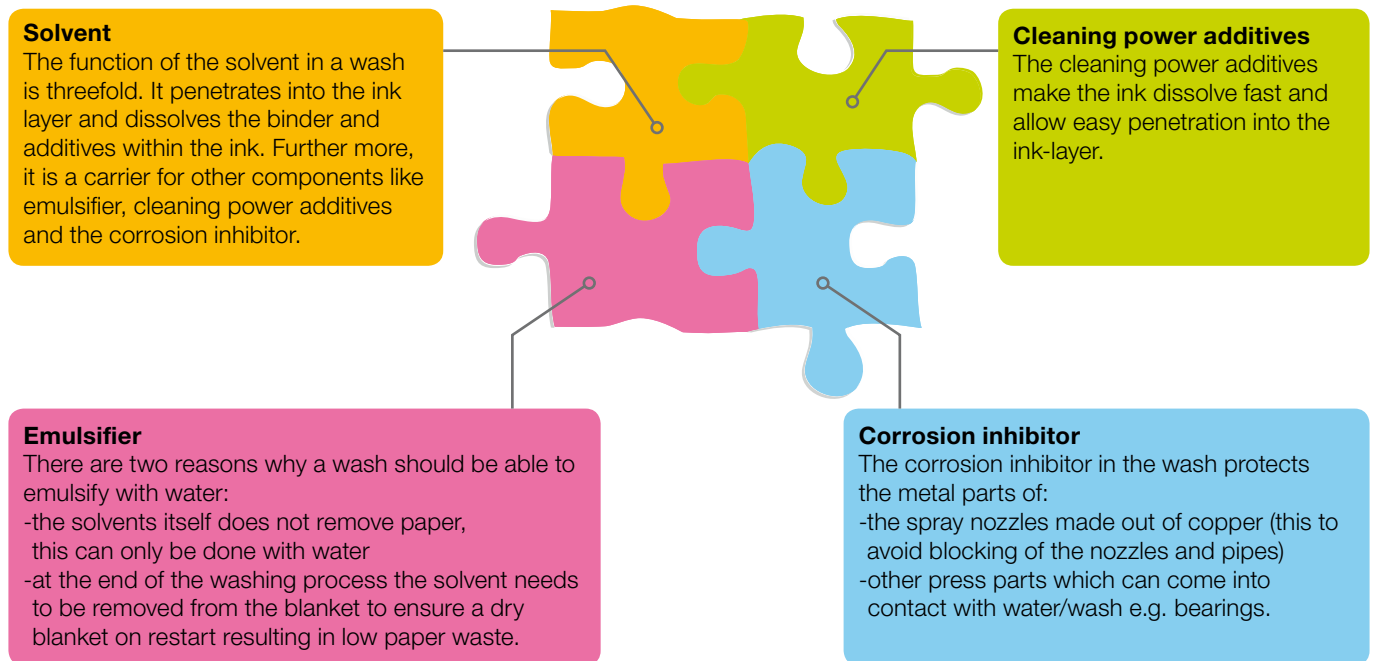 Solvent
The function of the solvent in a wash
is threefold. It penetrates into the ink
layer and dissolves the binder and
additives within the ink. Further more,
it is a carrier for other components like
emulsifier, cleaning power additives
and the corrosion inhibitor.
Cleaning power additives
The cleaning power additives
make the ink dissolve fast and
allow easy penetration into the
ink-layer.
Emulsifier
There are two reasons why a wash should be able to
emulsify with water:
-the solvents itself does not remove paper,
this can only be done with water
-at the end of the washing process the solvent needs
to be removed from the blanket to ensure a dry
blanket on restart resulting in low paper waste.
Corrosion inhibitor
The corrosion inhibitor in the wash protects
the metal parts of:
-the spray nozzles made out of copper (this to
avoid blocking of the nozzles and pipes)
-other press parts which can come into
contact with water/wash e.g. bearings.